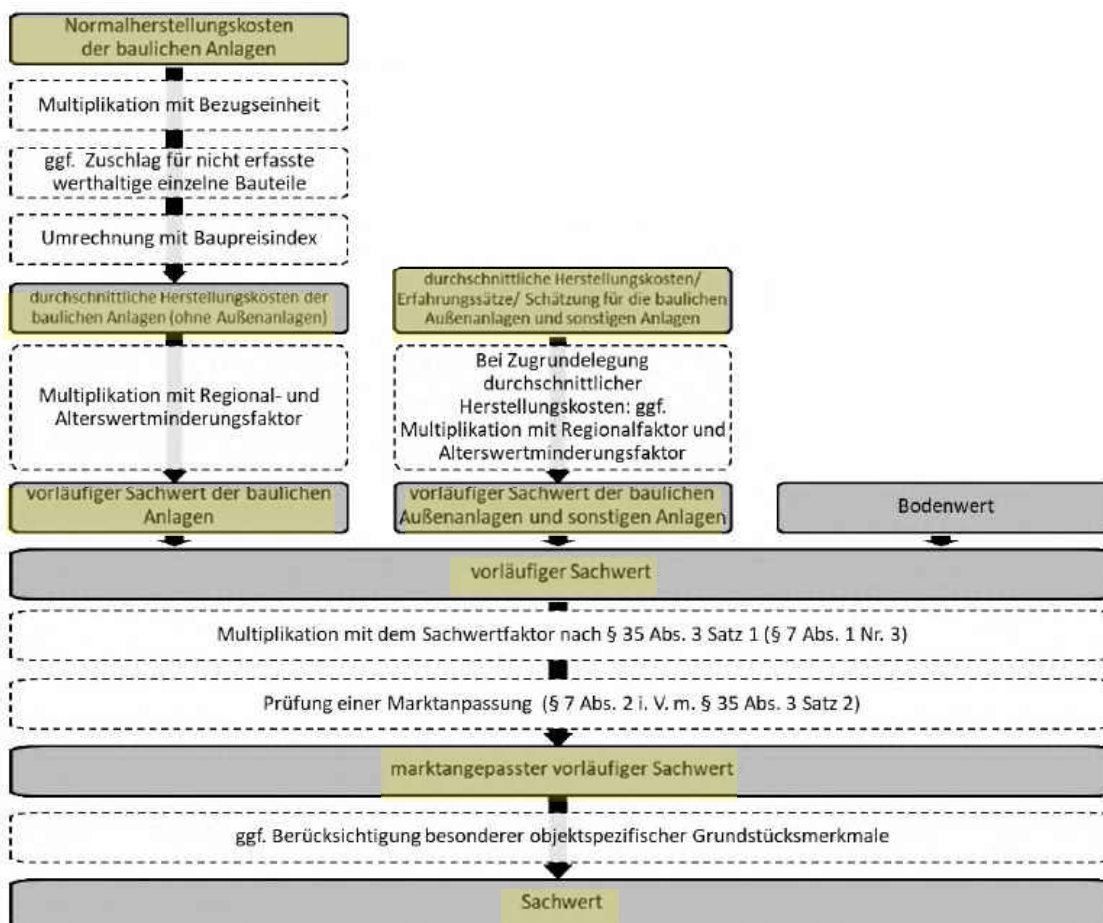 Normalherstellungskosten
der baulichen Anlagen
Multiplikation mit Bezugseinheit
ggf. Zuschlag für nicht erfasste
werthaltige einzelne Bauteile
Umrechnung mit Baupreisindex
durchschnittliche Herstellungskosten der
baulichen Anlagen (ohne Außenanlagen)
Multiplikation mit Regional- und
Alterswertminderungsfaktor
vorläufiger Sachwert der baulichen
Anlagen
durchschnittliche Herstellungskosten/
Erfahrungssätze/ Schätzung für die baulichen
Außenanlagen und sonstigen Anlagen
Bei Zugrundelegung
durchschnittlicher
Herstellungskosten: ggf.
Multiplikation mit Regionalfaktor und
Alterswertminderungsfaktor
vorläufiger Sachwert der baulichen
Außenanlagen und sonstigen Anlagen
Bodenwert
vorläufiger Sachwert
Multiplikation mit dem Sachwertfaktor nach § 35 Abs. 3 Satz 1 (§ 7 Abs. 1 Nr. 3)
Prüfung einer Marktanpassung (§ 7 Abs. 2 i. V. m. § 35 Abs. 3 Satz 2)
marktangepasster vorläufiger Sachwert
ggf. Berücksichtigung besonderer objektspezifischer Grundstücksmerkmale
Sachwert